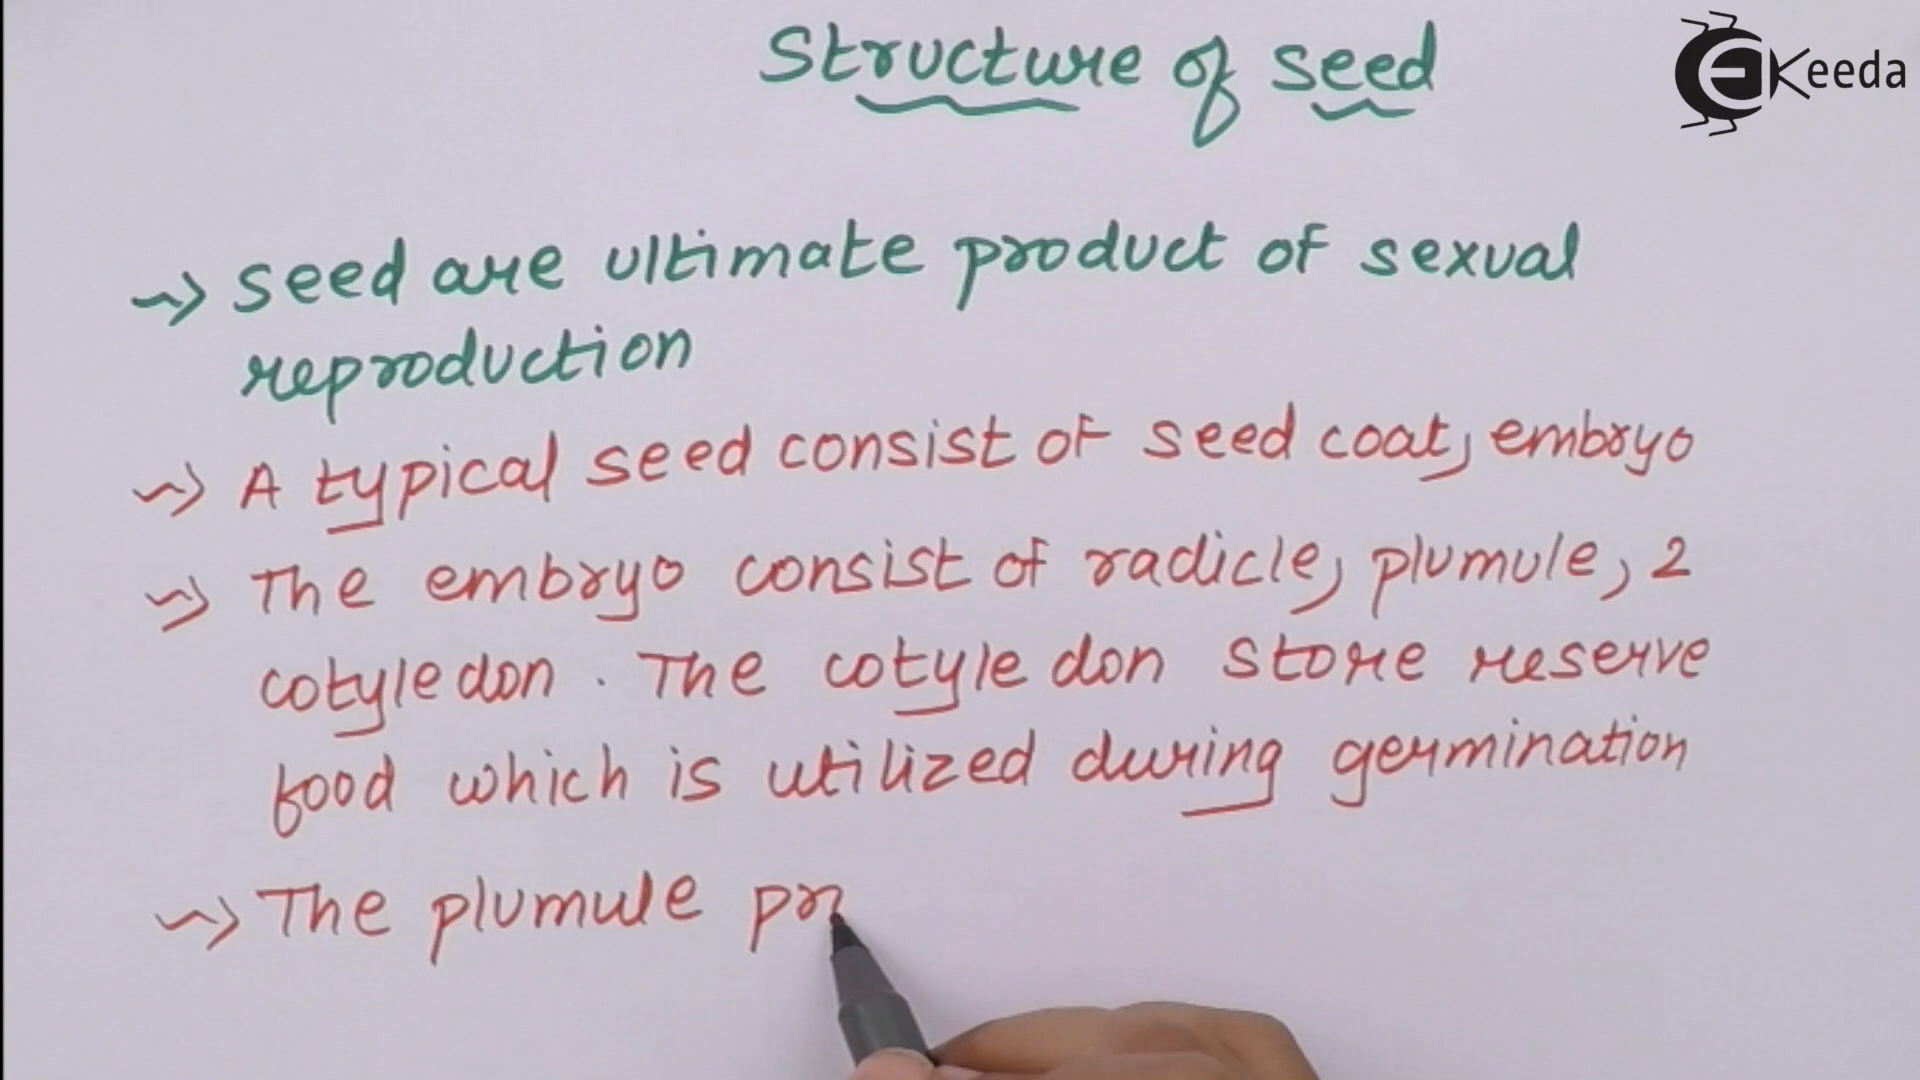 Structure of seed
eKeeda
→ seed are ultimate product of sexual
reproduction
→ A typical seed consist of seed coat, embryo
→ The embryo consist of radicle, plumule, 2
cotyledon. The cotyledon store reserve
food which is utilized during germination
→ The plumule pr